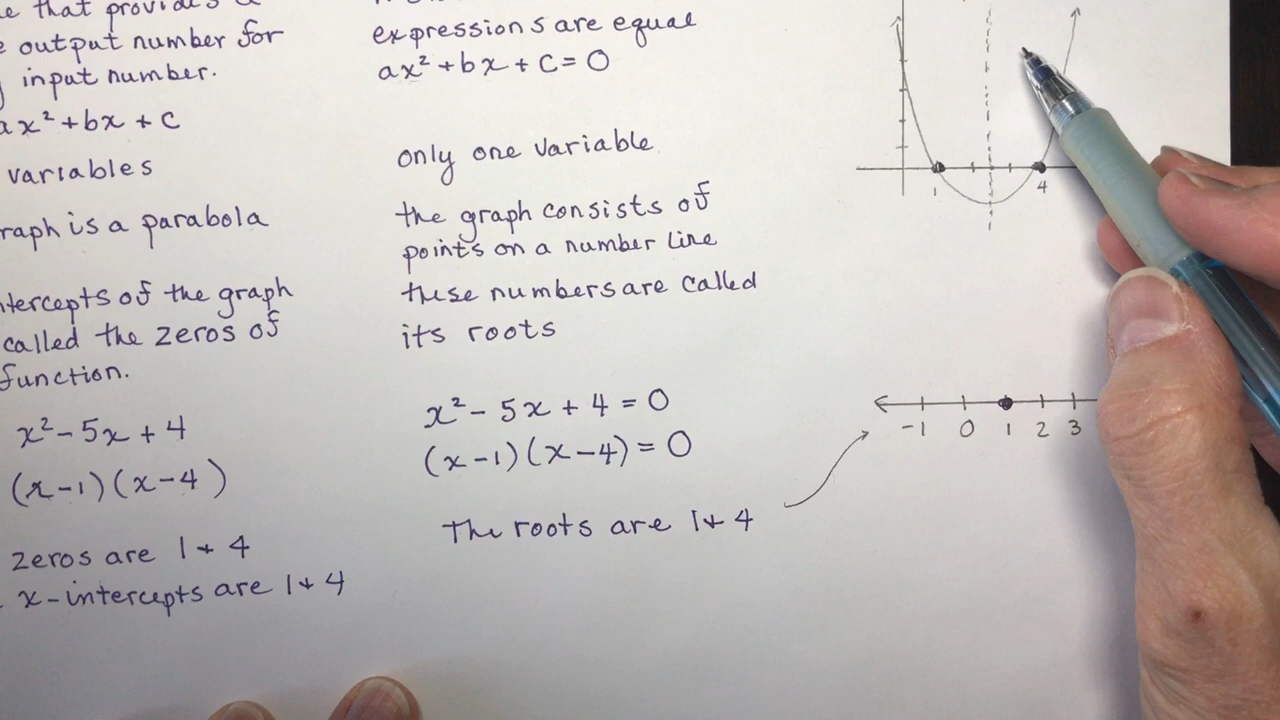 that provides a
output number for
input number.
ax² + bx + c
variables
graph is a parabola
intercepts of the graph
called the zeros of
function.
x² - 5x + 4
(x-1)(x-4)
zeros are 1 + 4
x-intercepts are 1 + 4
expressions are equal
ax² + bx + c = 0
only one variable
the graph consists of
points on a number line
these numbers are called
its roots
x² - 5x + 4 = 0
(x-1)(x-4) = 0
The roots are 1 + 4
1 4
-1 0 1 2 3